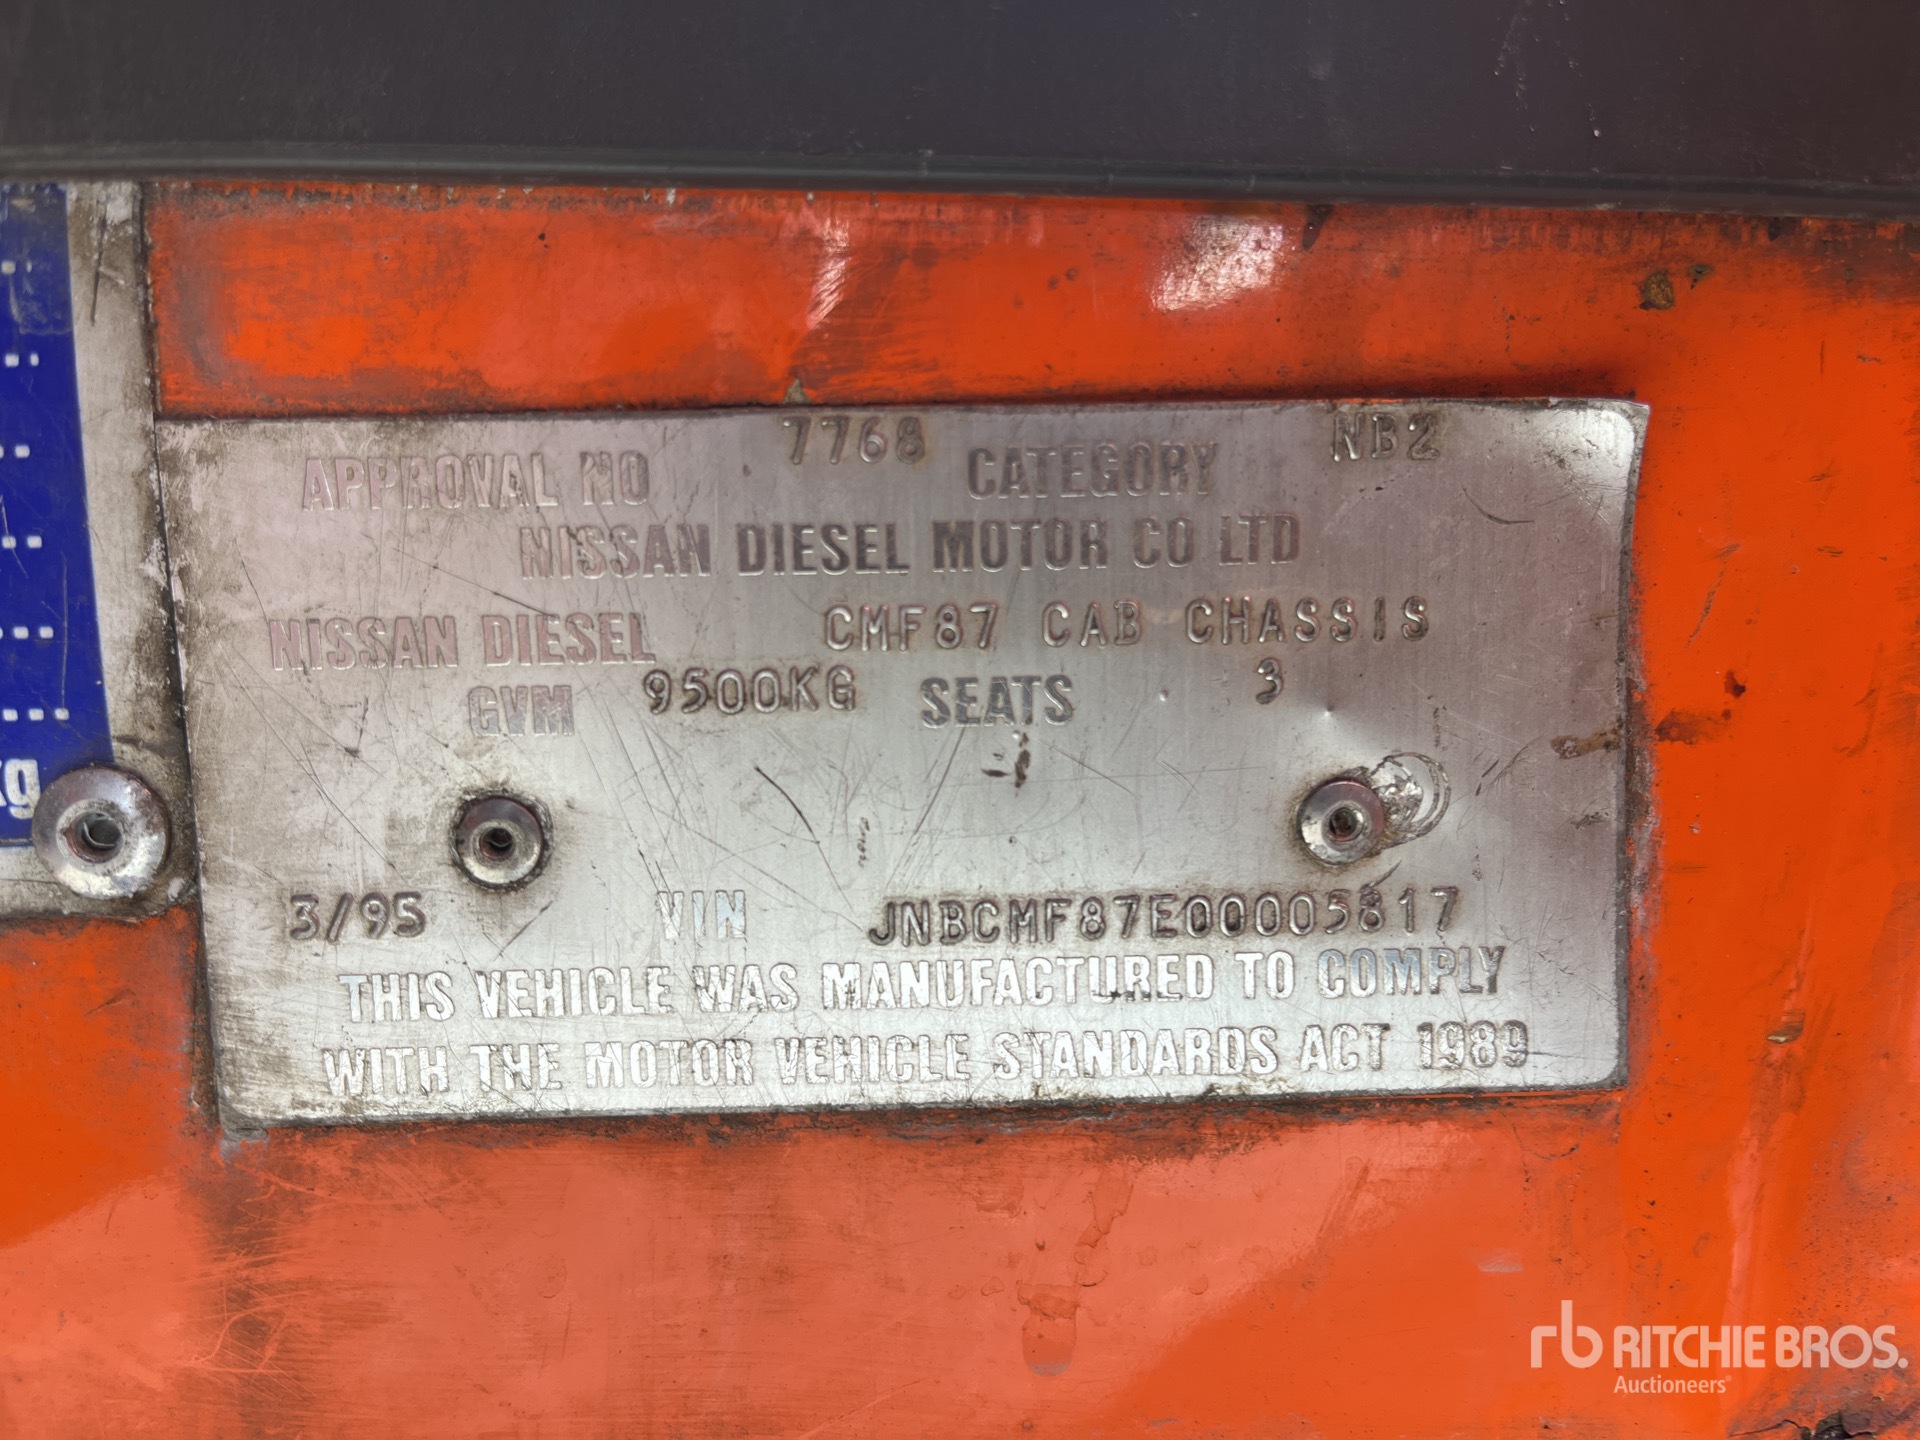 APPROVAL NO 7768 CATEGORY NB2
NISSAN DIESEL MOTOR CO LTD
NISSAN DIESEL CMF87 CAB CHASSIS
GVM 9500KG SEATS 3
3/95 VIN JNBCMF87E00005817
THIS VEHICLE WAS MANUFACTURED TO COMPLY
WITH THE MOTOR VEHICLE STANDARDS ACT 1989
kg
rb RITCHIE BROS.
Auctioneers